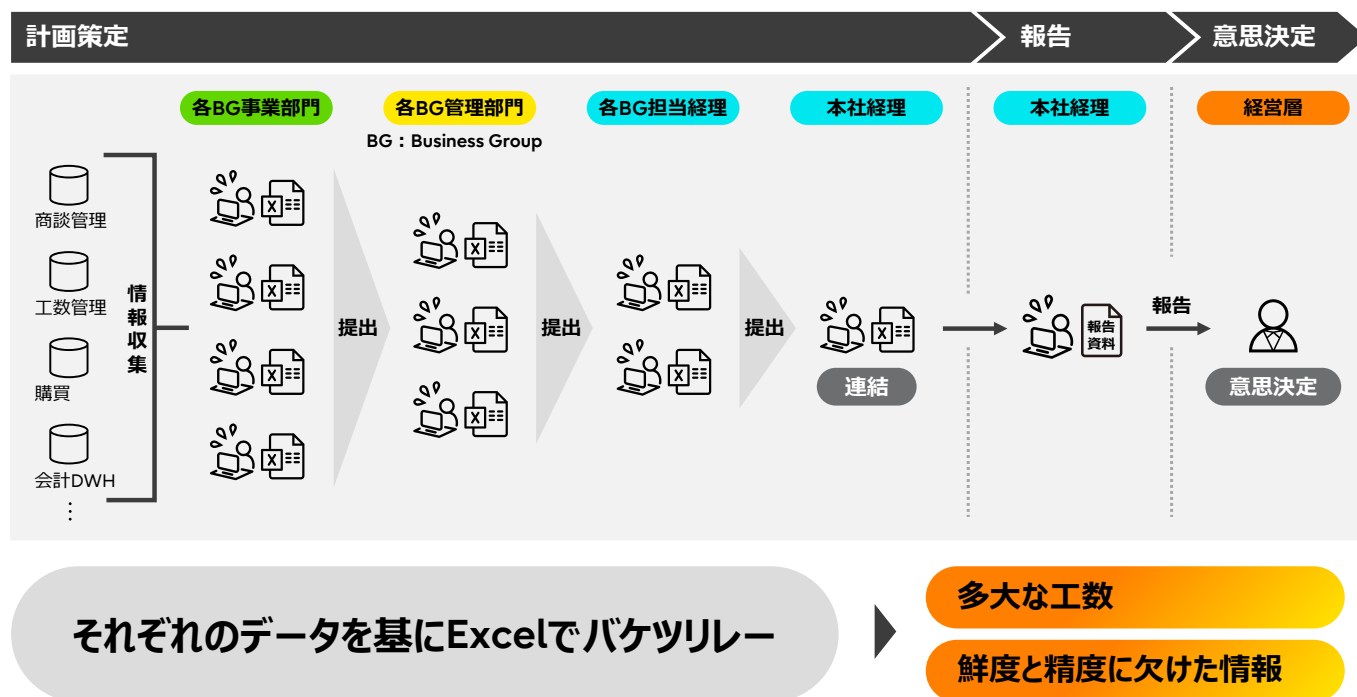 計画策定
報告
意思決定
各BG事業部門
各BG管理部門
各BG担当経理
本社経理
本社経理
経営層
BG：Business Group
商談管理
工数管理
購買
会計DWH
⋮
情報収集
提出
提出
提出
連結
報告
資料
報告
意思決定
それぞれのデータを基にExcelでバケツリレー
多大な工数
鮮度と精度に欠けた情報